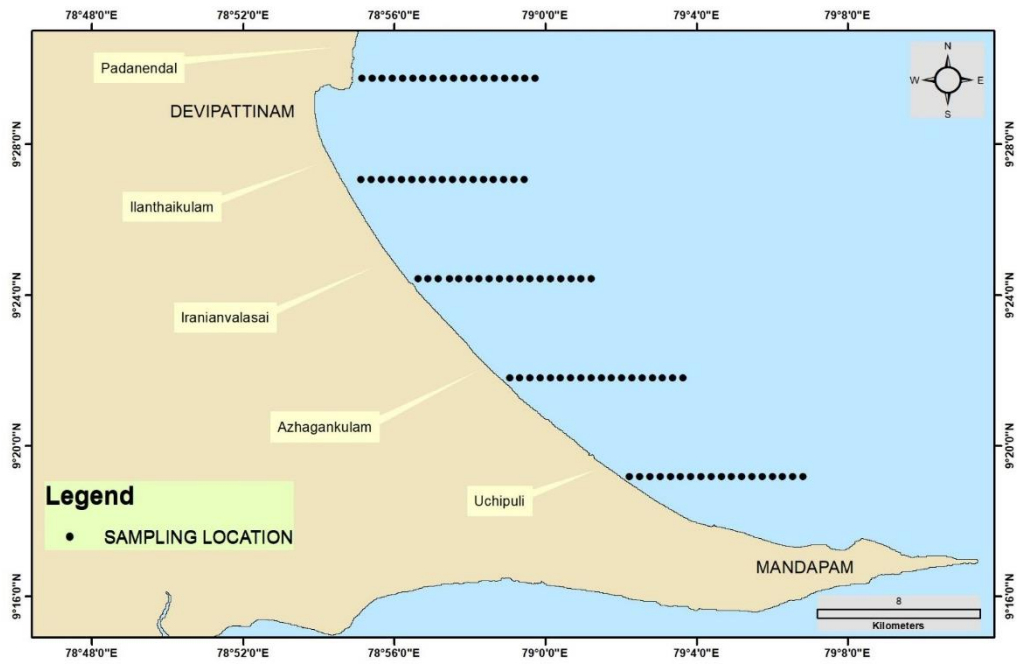 78°48'0"E 78°52'0"E 78°56'0"E 79°0'0"E 79°4'0"E 79°8'0"E
N
W E
S
Padanendal
DEVIPATTINAM
9°28'0"N 9°28'0"N
Ilanthaikulam
9°24'0"N 9°24'0"N
Iranianvalasai
Azhagankulam
9°20'0"N 9°20'0"N
Uchipuli
Legend
SAMPLING LOCATION
MANDAPAM
9°16'0"N 9°16'0"N
8
Kilometers
78°48'0"E 78°52'0"E 78°56'0"E 79°0'0"E 79°4'0"E 79°8'0"E